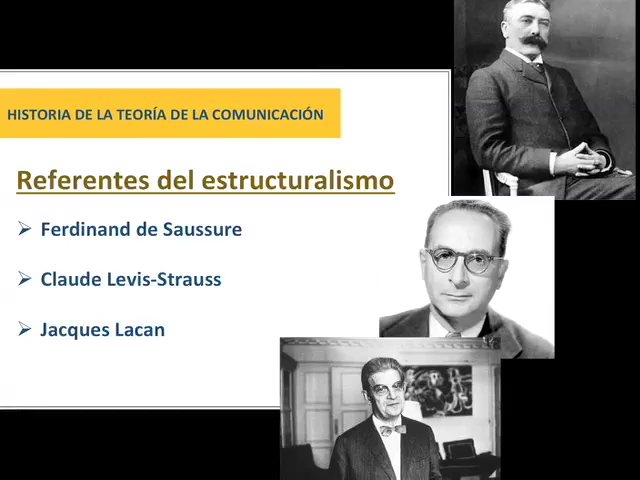 HISTORIA DE LA TEORÍA DE LA COMUNICACIÓN
Referentes del estructuralismo
Ferdinand de Saussure
Claude Levis-Strauss
Jacques Lacan